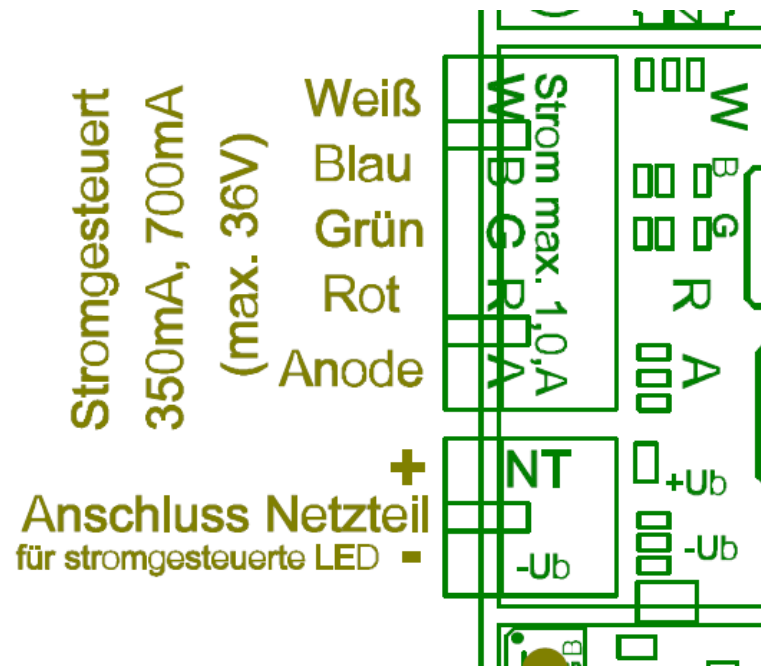 Stromgesteuert
350mA, 700mA
(max. 36V)
Weiß
Blau
Grün
Rot
Anode
+
Anschluss Netzteil
für stromgesteuerte LED -
W
B
G
R
A
Strom max. 1,0,A
W
B
G
R
A
NT
-Ub
+Ub
-Ub
B